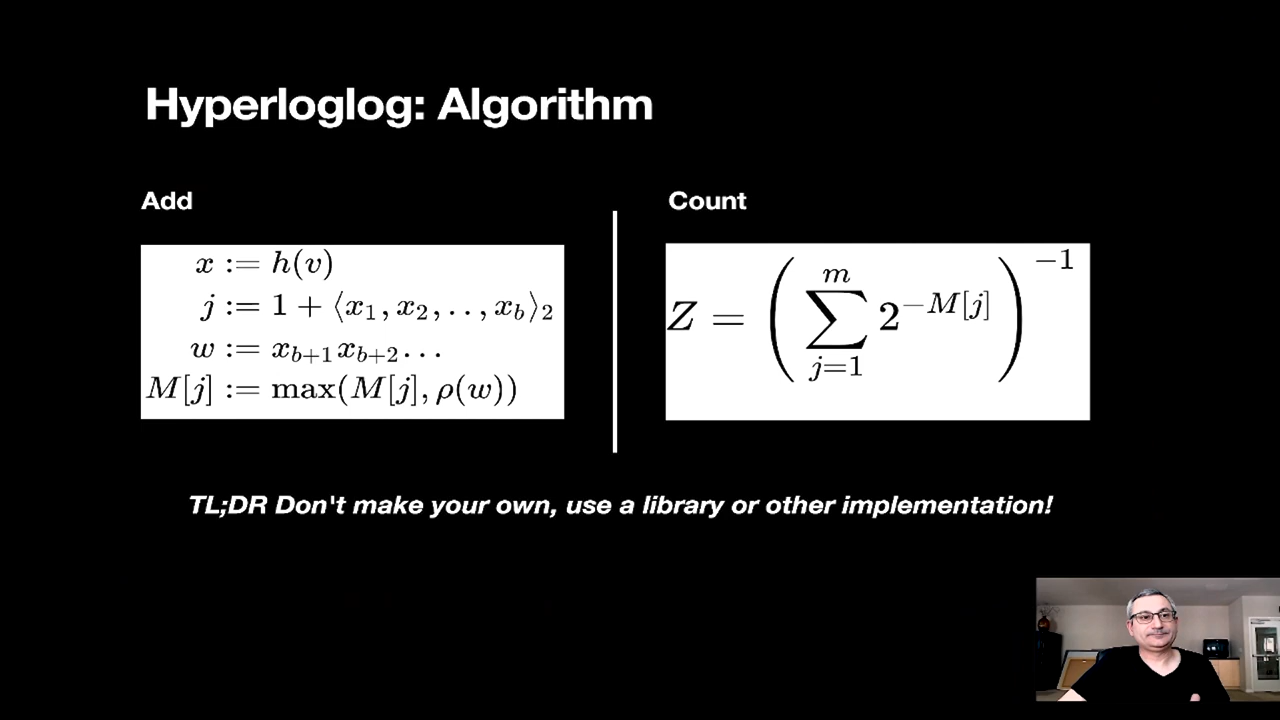 Hyperloglog: Algorithm
Add
x := h(v)
j := 1 + ⟨x₁, x₂, . ., x_b⟩₂
w := x_{b+1}x_{b+2}...
M[j] := max(M[j], ρ(w))
Count
Z = ( ∑_{j=1}^{m} 2^{−M[j]} )^{−1}
TL;DR Don't make your own, use a library or other implementation!